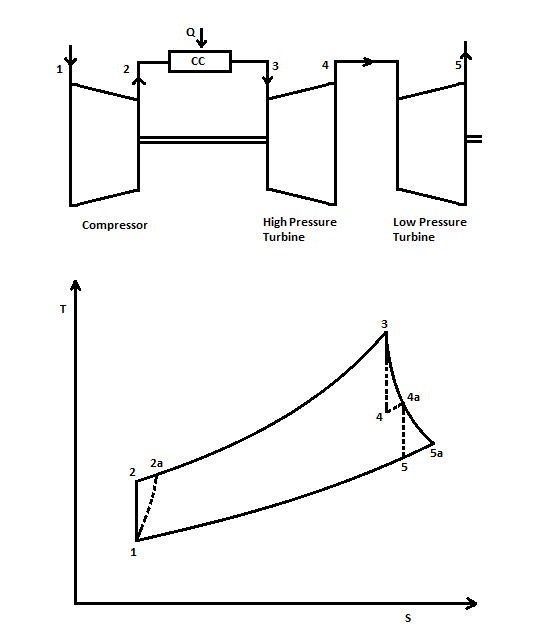 Q
1
2
CC
3
4
5
Compressor
High Pressure
Turbine
Low Pressure
Turbine
T
3
4a
4
2a
2
5a
5
1
S